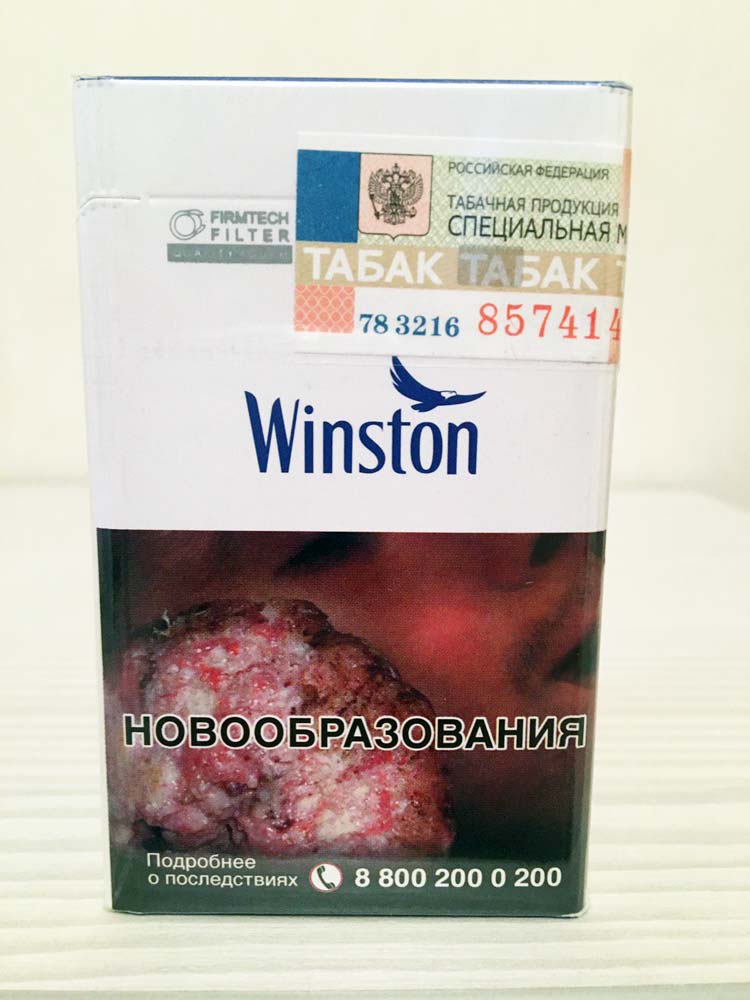 РОССИЙСКАЯ ФЕДЕРАЦИЯ
ТАБАЧНАЯ ПРОДУКЦИЯ
СПЕЦИАЛЬНАЯ М
FIRMTECH
FILTER
ТАБАК ТАБАК Т
78 3216 857414
Winston
НОВООБРАЗОВАНИЯ
Подробнее
о последствиях 8 800 200 0 200